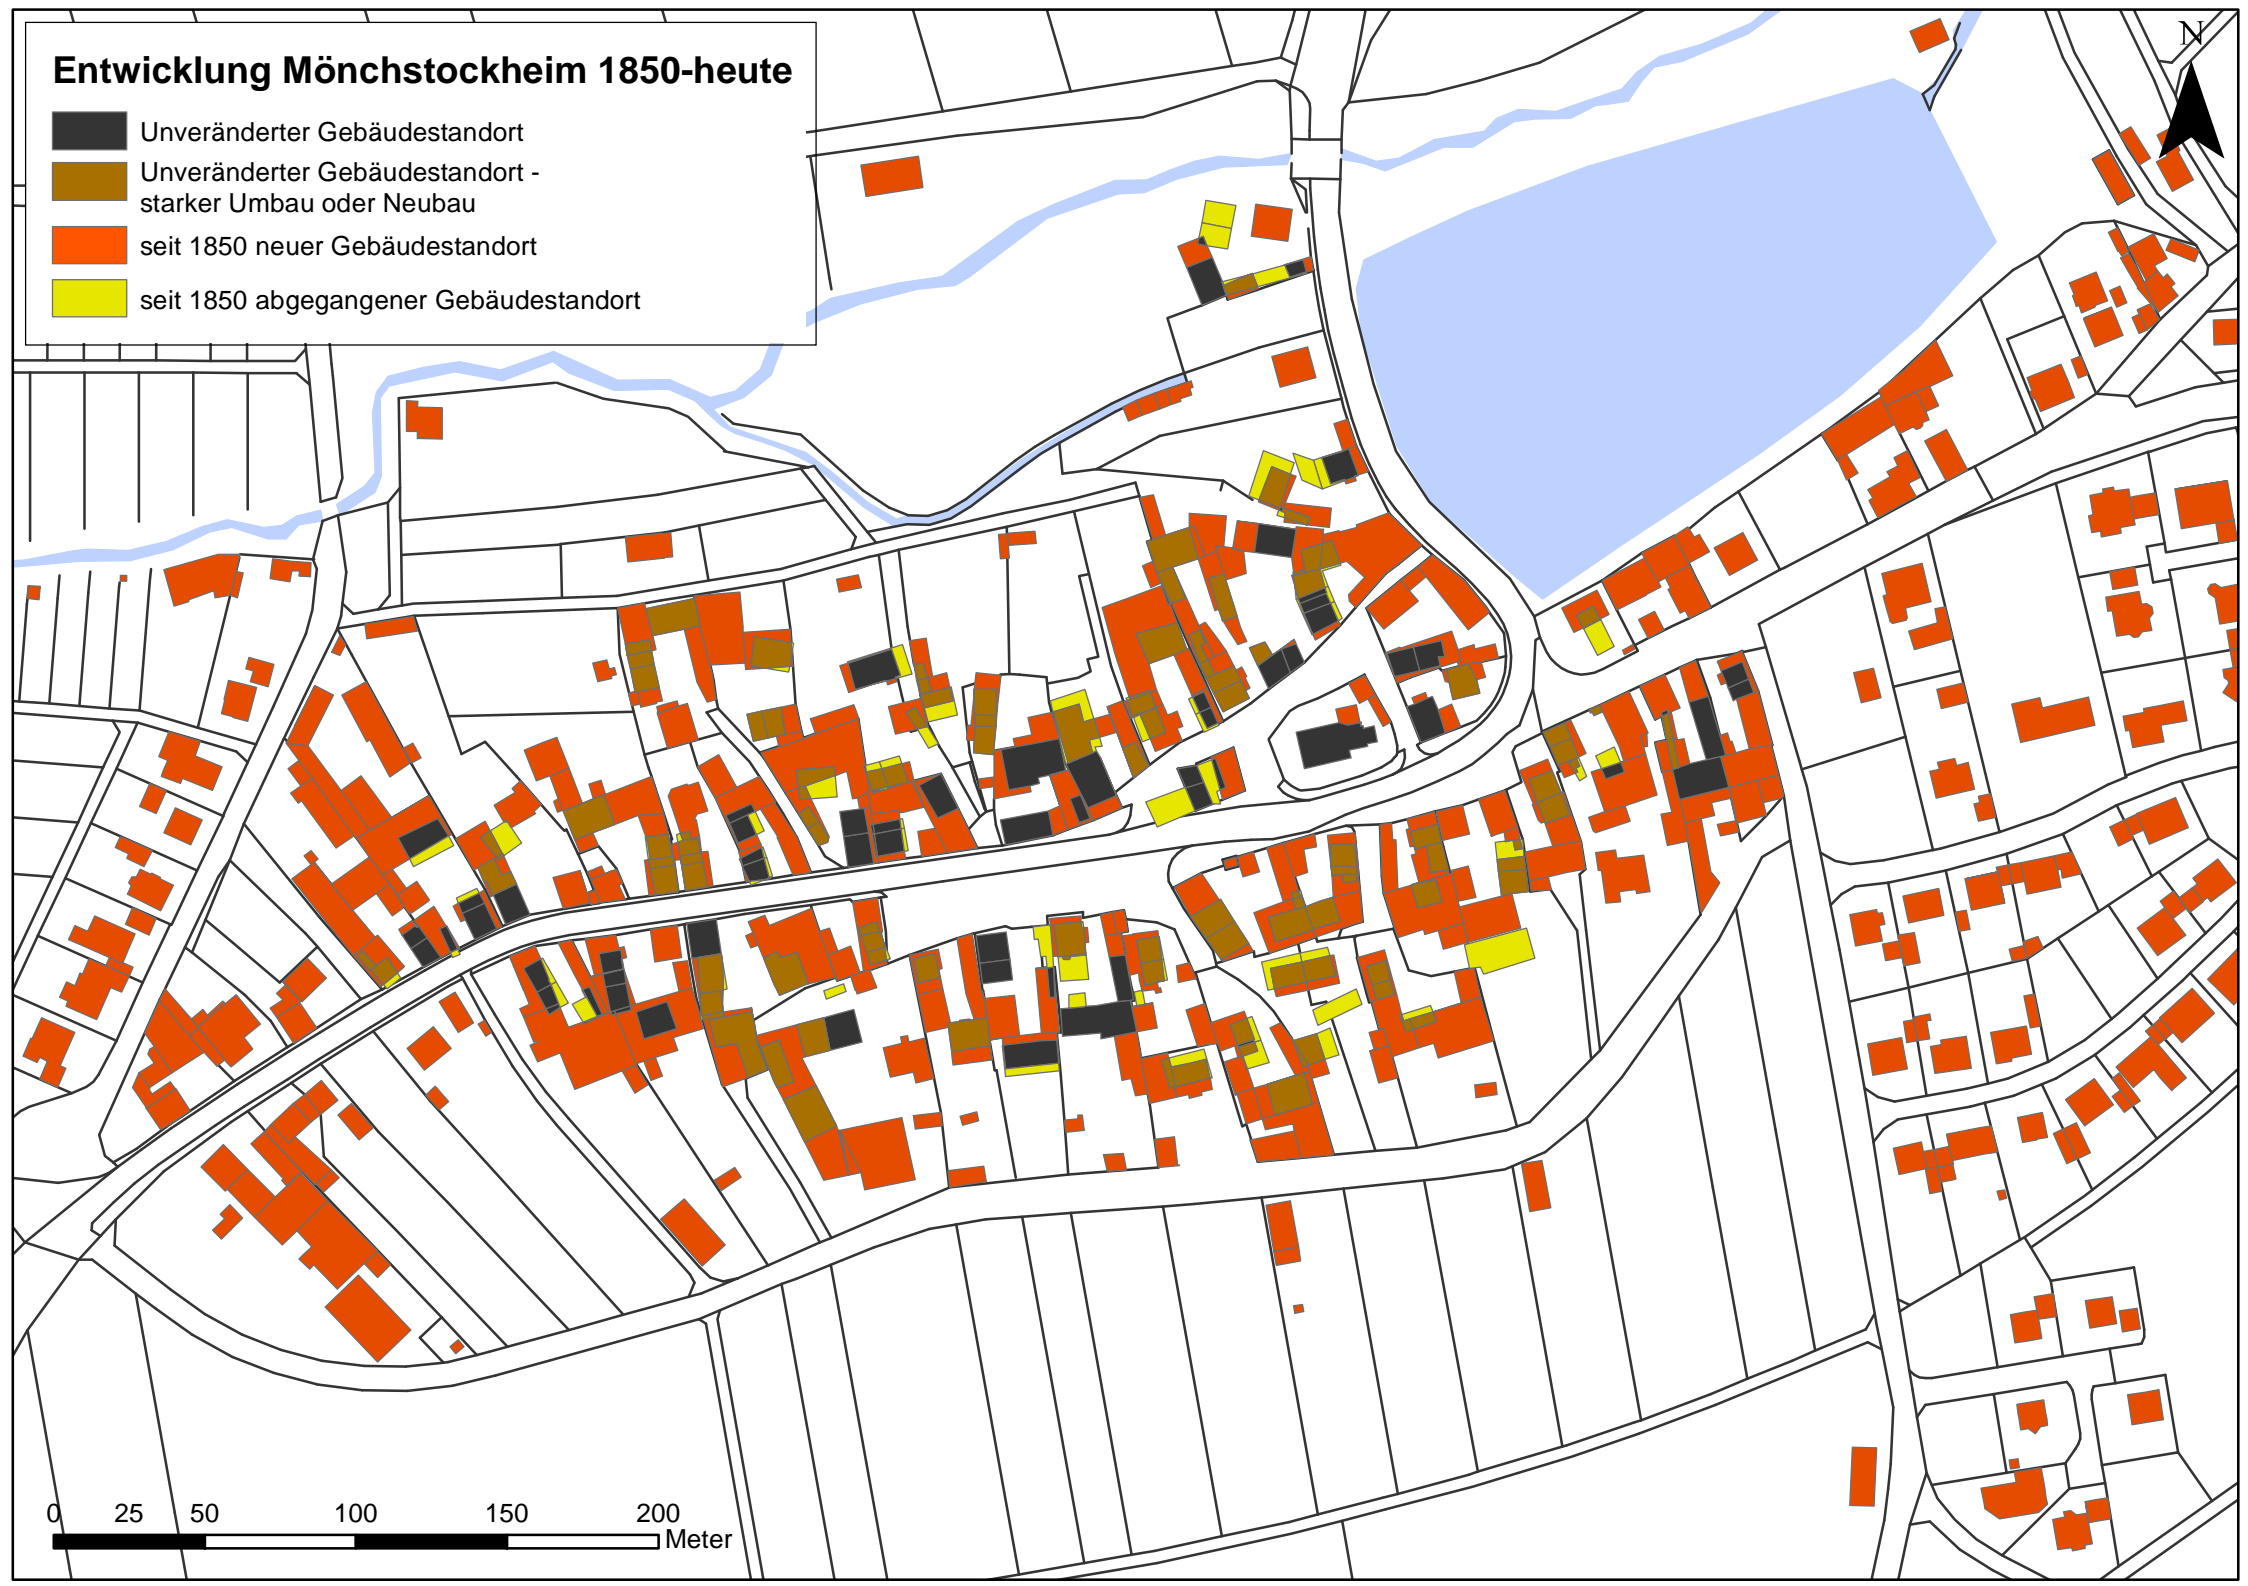 Entwicklung Mönchstockheim 1850-heute
Unveränderter Gebäudestandort
Unveränderter Gebäudestandort -
starker Umbau oder Neubau
seit 1850 neuer Gebäudestandort
seit 1850 abgegangener Gebäudestandort
N
0 25 50 100 150 200
Meter